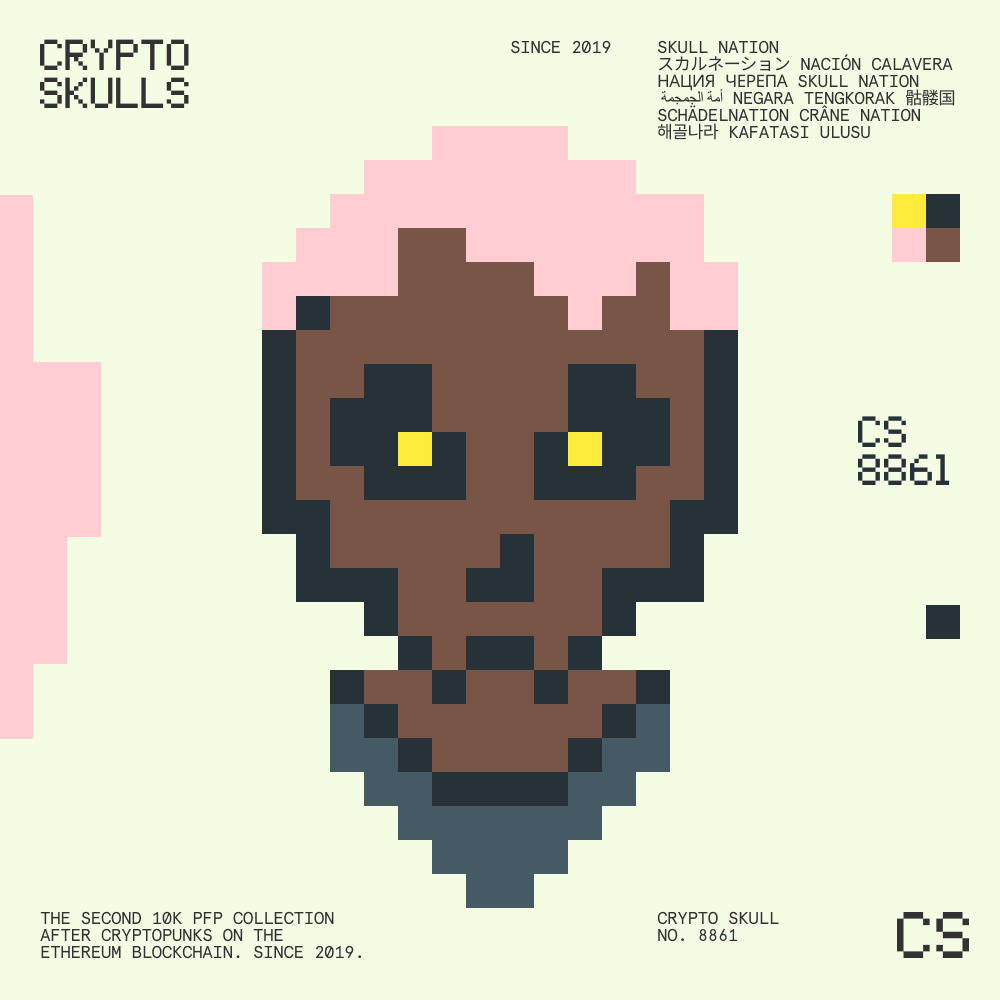 CRYPTO
SKULLS
SINCE 2019
SKULL NATION
スカルネーション NACIÓN CALAVERA
НАЦИЯ ЧЕРЕПА SKULL NATION
أمة الجمجمة NEGARA TENGKORAK 骷髅国
SCHÄDELNATION CRÂNE NATION
해골나라 KAFATASI ULUSU
CS
8861
THE SECOND 10K PFP COLLECTION
AFTER CRYPTOPUNKS ON THE
ETHEREUM BLOCKCHAIN. SINCE 2019.
CRYPTO SKULL
NO. 8861
CS